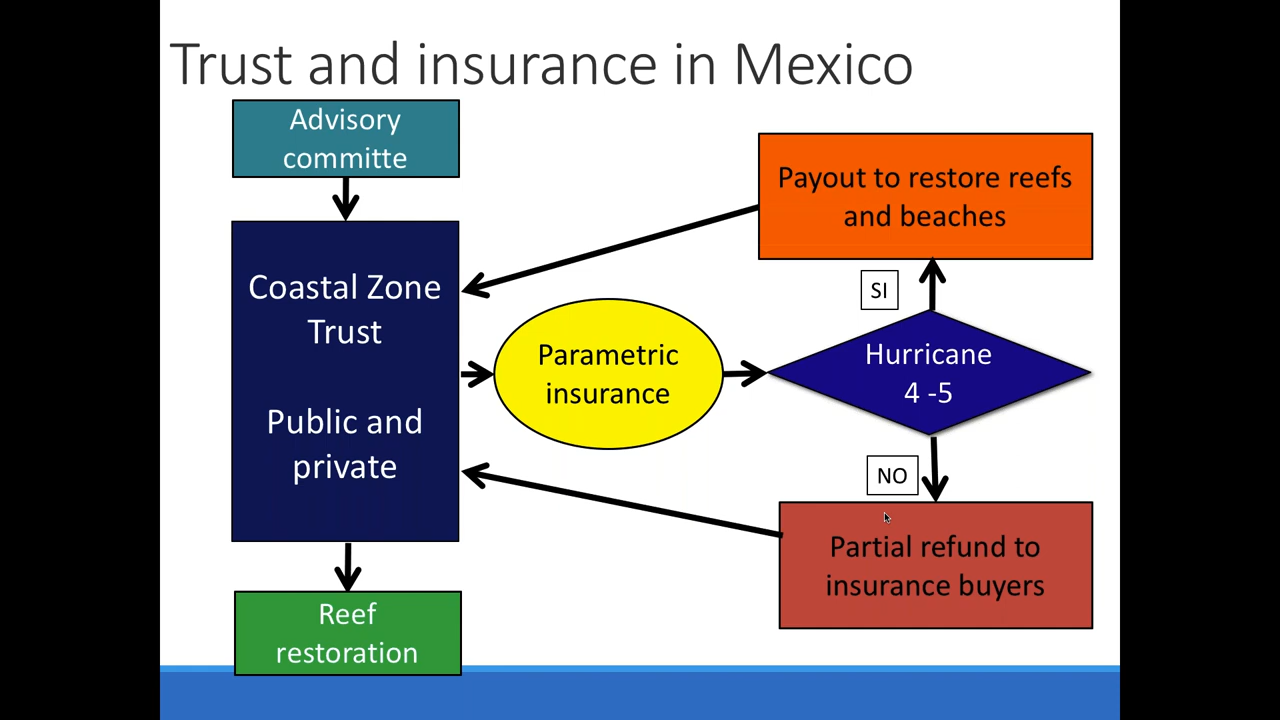 Trust and insurance in Mexico
Advisory
committe
Coastal Zone
Trust
Public and
private
Reef
restoration
Parametric
insurance
Hurricane
4 -5
SI
Payout to restore reefs
and beaches
NO
Partial refund to
insurance buyers